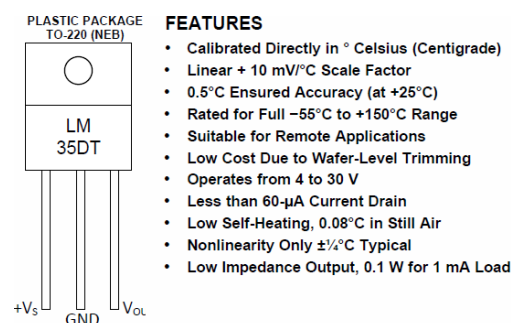 PLASTIC PACKAGE
TO-220 (NEB)
LM
35DT
+Vs
GND
FEATURES
• Calibrated Directly in ° Celsius (Centigrade)
• Linear + 10 mV/°C Scale Factor
• 0.5°C Ensured Accuracy (at +25°C)
• Rated for Full −55°C to +150°C Range
• Suitable for Remote Applications
• Low Cost Due to Wafer-Level Trimming
• Operates from 4 to 30 V
• Less than 60-µA Current Drain
• Low Self-Heating, 0.08°C in Still Air
• Nonlinearity Only ±¼°C Typical
• Low Impedance Output, 0.1 W for 1 mA Load